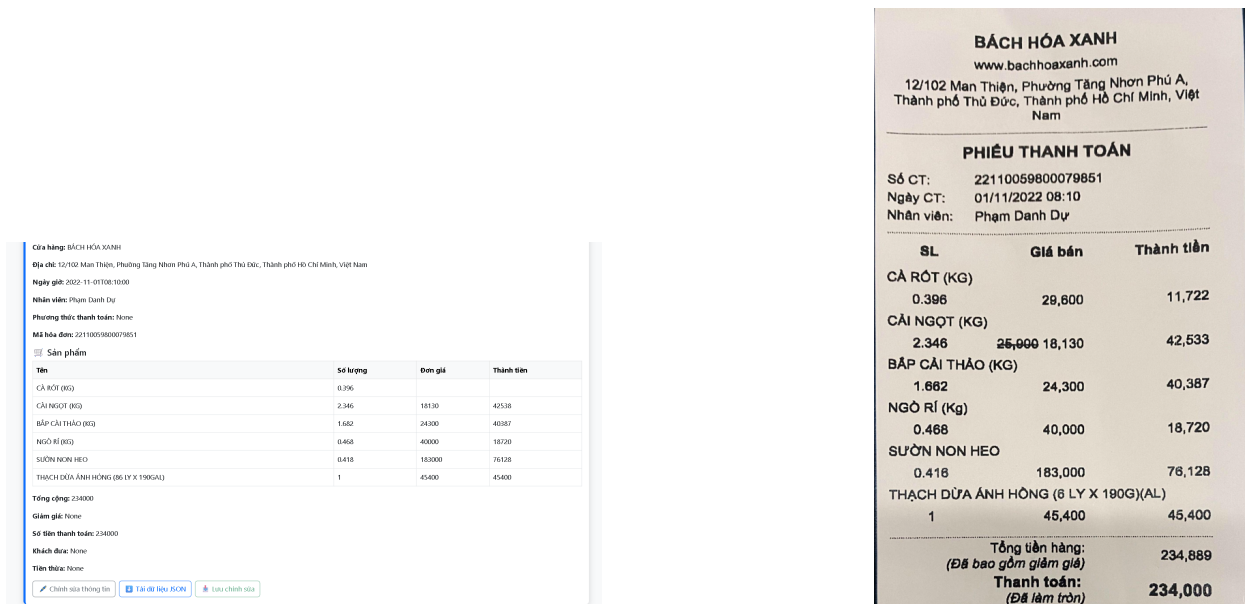 Cửa hàng: BÁCH HÓA XANH
Địa chỉ: 12/102 Man Thiện, Phường Tăng Nhơn Phú A, Thành phố Thủ Đức, Thành phố Hồ Chí Minh, Việt Nam
Ngày giờ: 2022-11-01T08:10:00
Nhân viên: Phạm Danh Dự
Phương thức thanh toán: None
Mã hóa đơn: 22110059800079851
Sản phẩm
Tên Số lượng Đơn giá Thành tiền
CÀ RỐT (KG) 0.396
CẢI NGỌT (KG) 2.346 18130 42538
BẮP CẢI THẢO (KG) 1.682 24300 40387
NGÒ RÍ (KG) 0.468 40000 18720
SƯỜN NON HEO 0.418 183000 76128
THẠCH DỪA ÁNH HỒNG (86 LY X 190GAL) 1 45400 45400
Tổng cộng: 234000
Giảm giá: None
Số tiền thanh toán: 234000
Khách đưa: None
Tiền thừa: None
Chỉnh sửa thông tin Tải dữ liệu JSON Lưu chỉnh sửa
BÁCH HÓA XANH
www.bachhoaxanh.com
12/102 Man Thiện, Phường Tăng Nhơn Phú A,
Thành phố Thủ Đức, Thành phố Hồ Chí Minh, Việt
Nam
PHIẾU THANH TOÁN
Số CT: 22110059800079851
Ngày CT: 01/11/2022 08:10
Nhân viên: Phạm Danh Dự
SL Giá bán Thành tiền
CÀ RỐT (KG)
0.396 29,600 11,722
CẢI NGỌT (KG)
2.346 25,900 18,130 42,533
BẮP CẢI THẢO (KG)
1.662 24,300 40,387
NGÒ RÍ (Kg)
0.468 40,000 18,720
SƯỜN NON HEO
0.416 183,000 76,128
THẠCH DỪA ÁNH HỒNG (6 LY X 190G)(AL)
1 45,400 45,400
Tổng tiền hàng: 234,889
(Đã bao gồm giảm giá)
Thanh toán: 234,000
(Đã làm tròn)